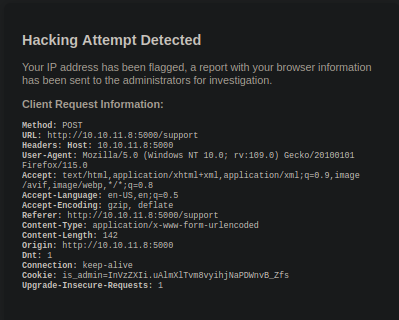 Hacking Attempt Detected
Your IP address has been flagged, a report with your browser information
has been sent to the administrators for investigation.
Client Request Information:
Method: POST
URL: http://10.10.11.8:5000/support
Headers: Host: 10.10.11.8:5000
User-Agent: Mozilla/5.0 (Windows NT 10.0; rv:109.0) Gecko/20100101
Firefox/115.0
Accept: text/html,application/xhtml+xml,application/xml;q=0.9,image
/avif,image/webp,*/*;q=0.8
Accept-Language: en-US,en;q=0.5
Accept-Encoding: gzip, deflate
Referer: http://10.10.11.8:5000/support
Content-Type: application/x-www-form-urlencoded
Content-Length: 142
Origin: http://10.10.11.8:5000
Dnt: 1
Connection: keep-alive
Cookie: is_admin=InVzZXIi.uAlmXlTvm8vyihjNaPDWnvB_Zfs
Upgrade-Insecure-Requests: 1